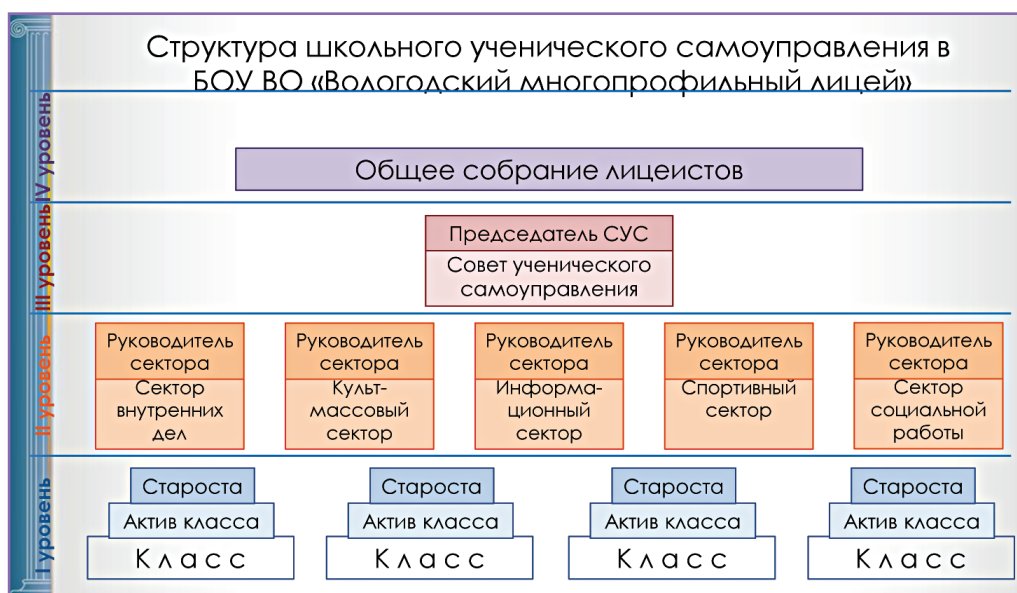 Структура школьного ученического самоуправления в
БОУ ВО «Вологодский многопрофильный лицей»
IV уровень
Общее собрание лицеистов
III уровень
Председатель СУС
Совет ученического
самоуправления
II уровень
Руководитель
сектора
Сектор
внутренних
дел
Руководитель
сектора
Культ-
массовый
сектор
Руководитель
сектора
Информа-
ционный
сектор
Руководитель
сектора
Спортивный
сектор
Руководитель
сектора
Сектор
социальной
работы
I уровень
Староста
Актив класса
Класс
Староста
Актив класса
Класс
Староста
Актив класса
Класс
Староста
Актив класса
Класс